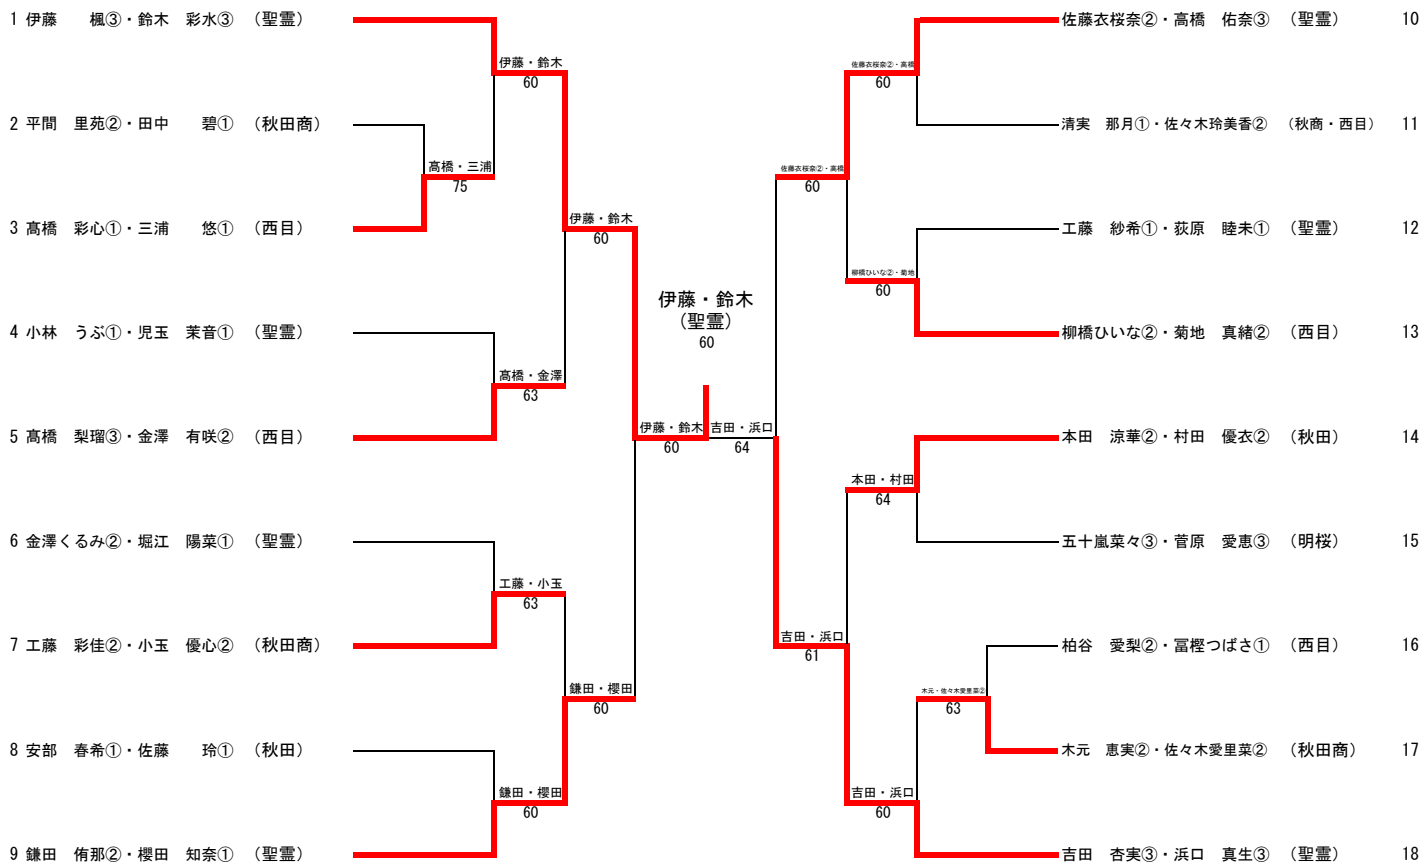 1 伊藤　　楓③・鈴木　彩水③　（聖霊）
2 平間　里苑②・田中　　碧①　（秋田商）
3 髙橋　彩心①・三浦　　悠①　（西目）
4 小林　うぶ①・児玉　茉音①　（聖霊）
5 髙橋　梨瑠③・金澤　有咲②　（西目）
6 金澤くるみ②・堀江　陽菜①　（聖霊）
7 工藤　彩佳②・小玉　優心②　（秋田商）
8 安部　春希①・佐藤　　玲①　（秋田）
9 鎌田　侑那②・櫻田　知奈①　（聖霊）
伊藤・鈴木
60
髙橋・三浦
75
髙橋・金澤
63
工藤・小玉
63
鎌田・櫻田
60
伊藤・鈴木
60
鎌田・櫻田
60
伊藤・鈴木
60
伊藤・鈴木
（聖霊）
60
吉田・浜口
64
佐藤衣桜奈②・高橋
60
吉田・浜口
61
佐藤衣桜奈②・高橋
60
柳橋ひいな②・菊地
60
本田・村田
64
木元・佐々木愛里菜②
63
吉田・浜口
60
佐藤衣桜奈②・高橋　佑奈③　（聖霊）　10
清実　那月①・佐々木玲美香②　（秋商・西目）　11
工藤　紗希①・荻原　睦未①　（聖霊）　12
柳橋ひいな②・菊地　真緒②　（西目）　13
本田　涼華②・村田　優衣②　（秋田）　14
五十嵐菜々③・菅原　愛恵③　（明桜）　15
柏谷　愛梨②・冨樫つばさ①　（西目）　16
木元　恵実②・佐々木愛里菜②　（秋田商）　17
吉田　杏実③・浜口　真生③　（聖霊）　18